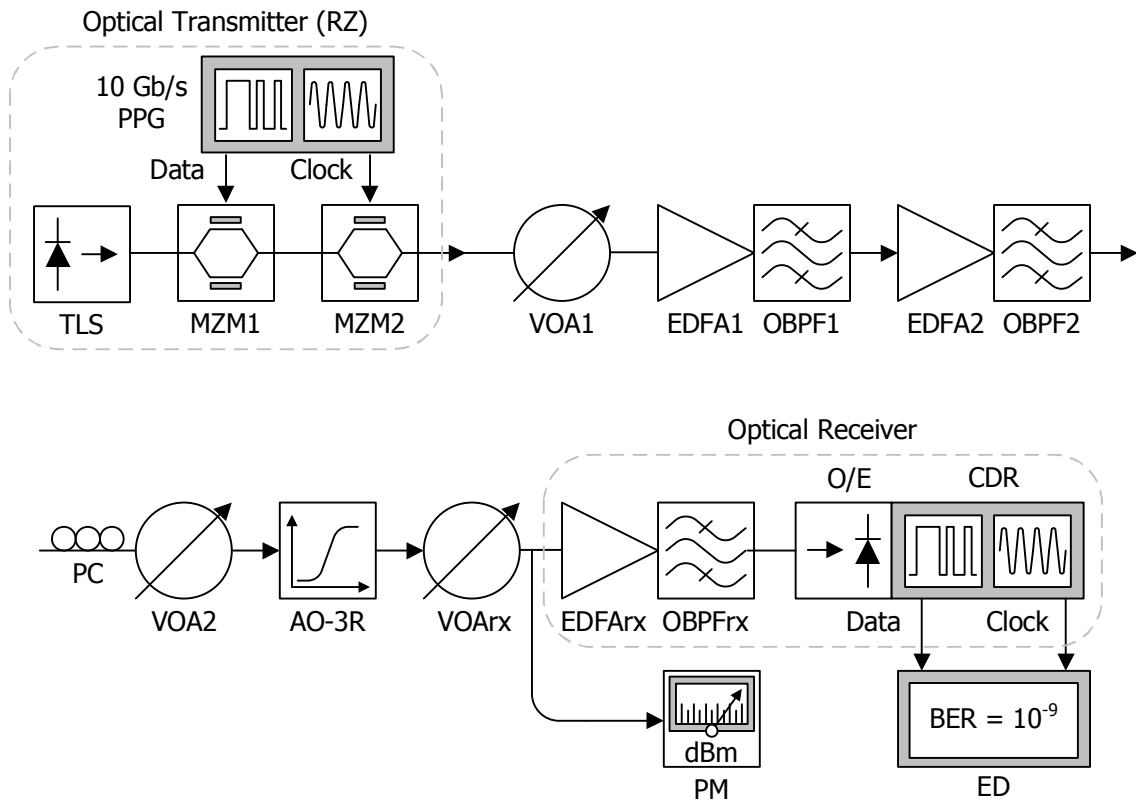 Optical Transmitter (RZ)
10 Gb/s
PPG
Data
Clock
TLS
MZM1
MZM2
VOA1
EDFA1
OBPF1
EDFA2
OBPF2
Optical Receiver
O/E
CDR
PC
VOA2
AO-3R
VOArx
EDFArx
OBPFrx
Data
Clock
dBm
PM
BER = 10⁻⁹
ED